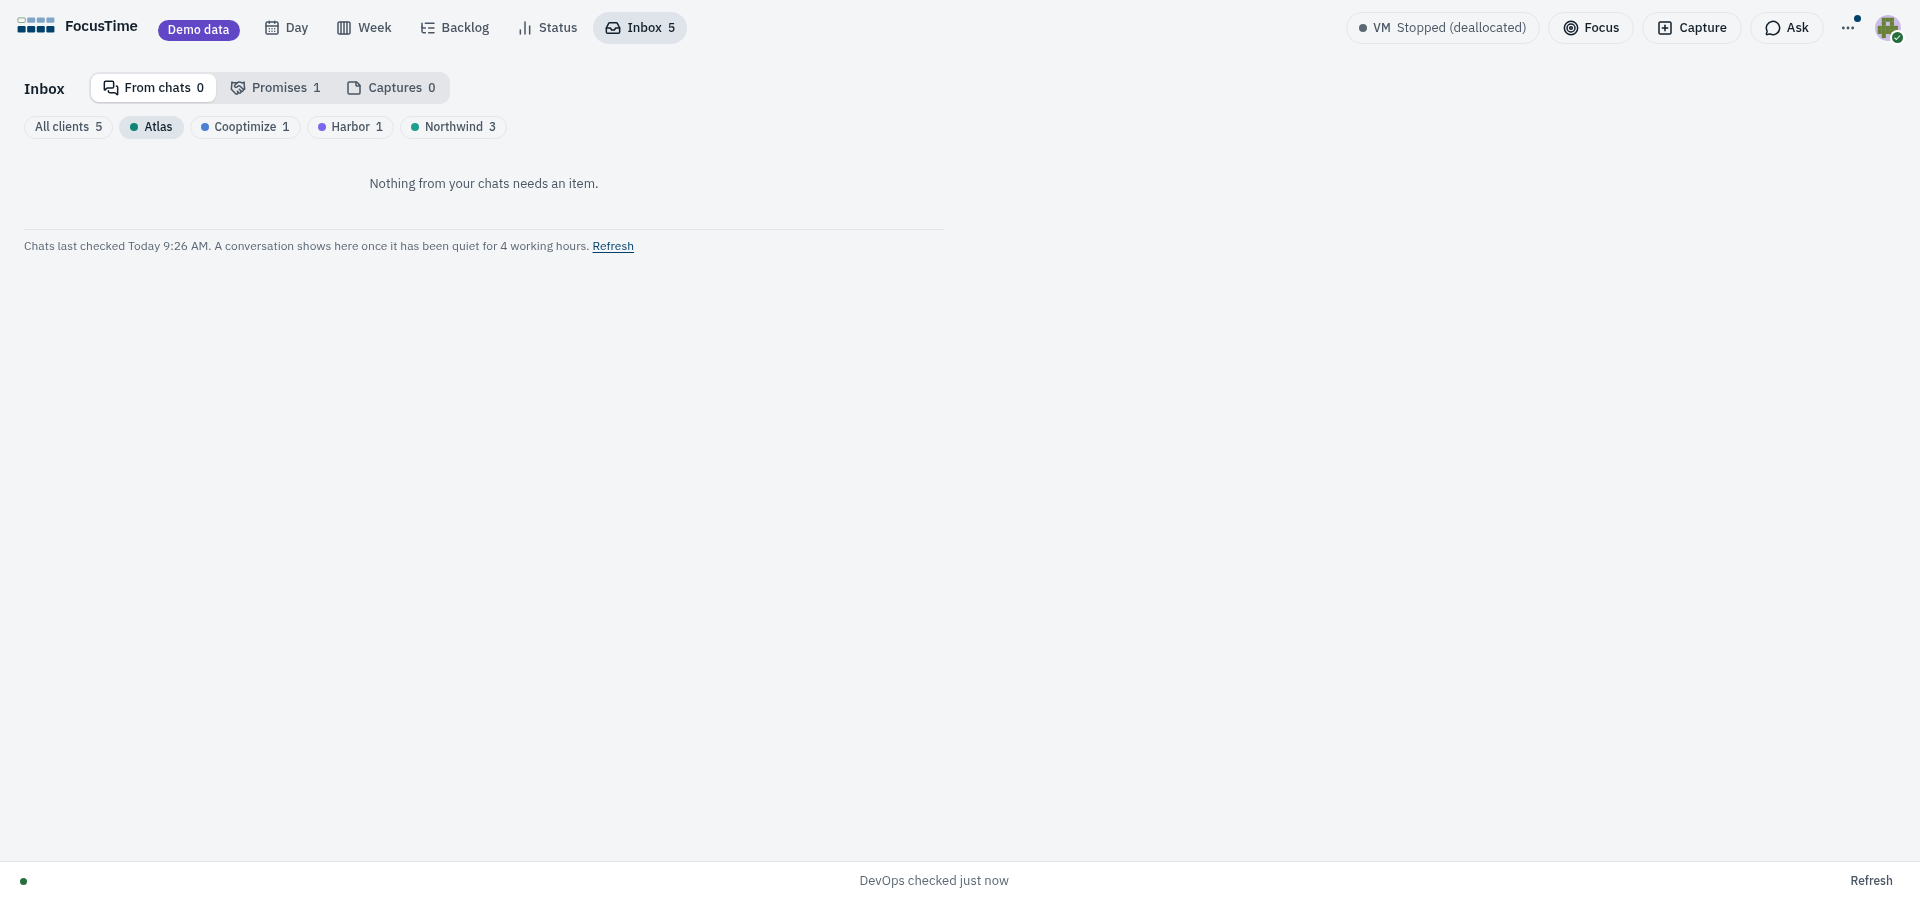 FocusTime
Demo data
Day
Week
Backlog
Status
Inbox 5
VM Stopped (deallocated)
Focus
Capture
Ask
Inbox
From chats 0
Promises 1
Captures 0
All clients 5
Atlas
Cooptimize 1
Harbor 1
Northwind 3
Nothing from your chats needs an item.
Chats last checked Today 9:26 AM. A conversation shows here once it has been quiet for 4 working hours. Refresh
DevOps checked just now
Refresh